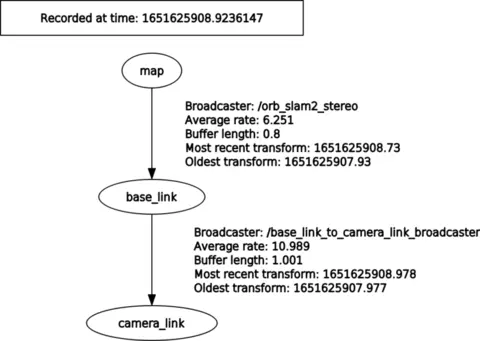 Recorded at time: 1651625908.9236147
map
Broadcaster: /orb_slam2_stereo
Average rate: 6.251
Buffer length: 0.8
Most recent transform: 1651625908.73
Oldest transform: 1651625907.93
base_link
Broadcaster: /base_link_to_camera_link_broadcaster
Average rate: 10.989
Buffer length: 1.001
Most recent transform: 1651625908.978
Oldest transform: 1651625907.977
camera_link